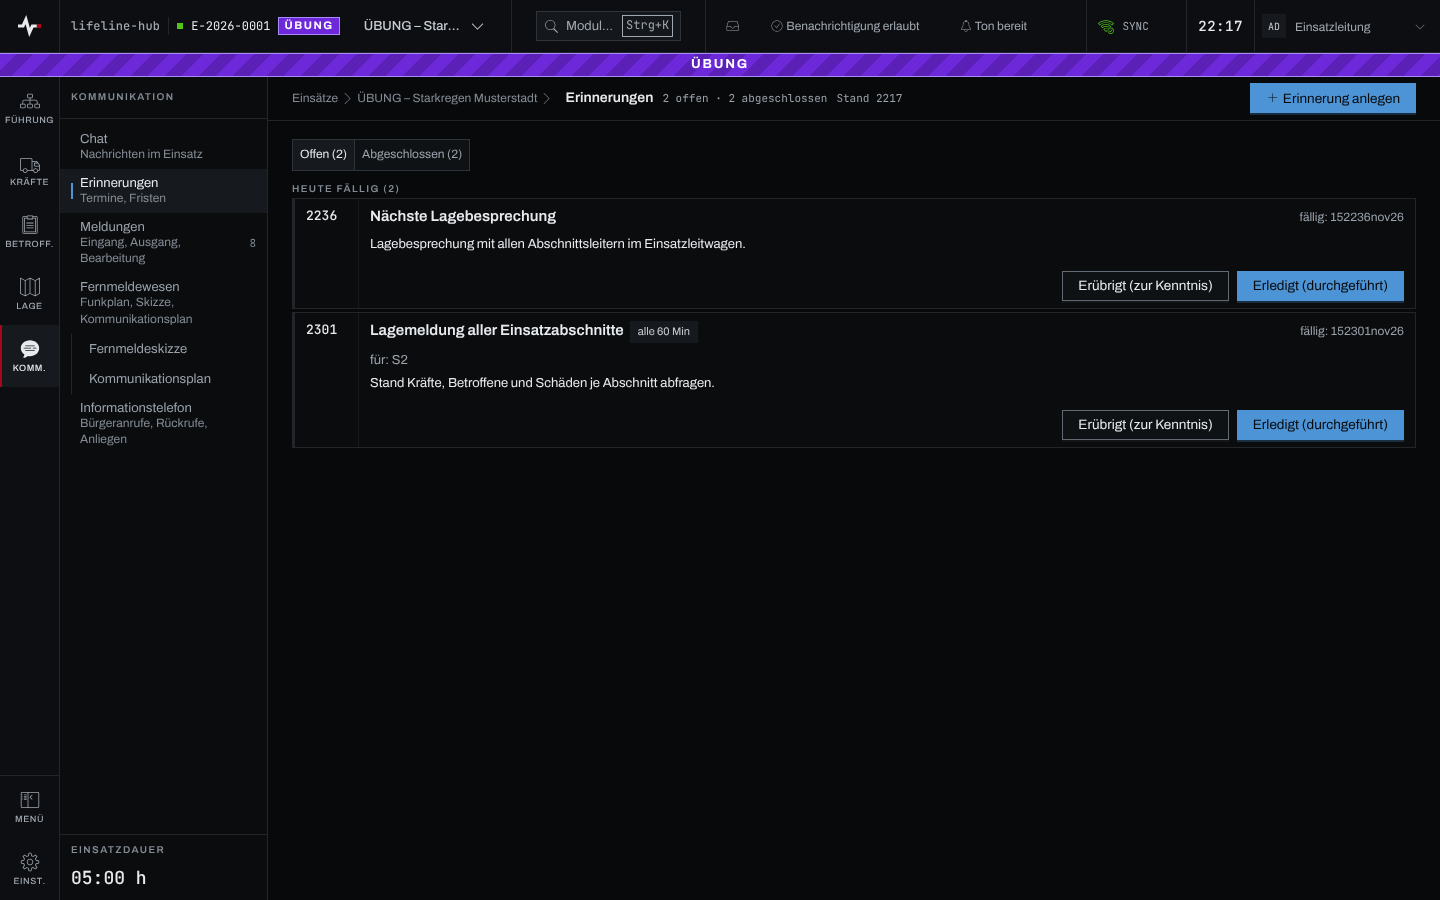 lifeline-hub
E-2026-0001
ÜBUNG
ÜBUNG – Star...
Modul...
Strg+K
Benachrichtigung erlaubt
Ton bereit
SYNC
22:17
AD
Einsatzleitung
ÜBUNG
FÜHRUNG
KRÄFTE
BETROFF.
LAGE
KOMM.
MENÜ
EINST.
KOMMUNIKATION
Chat
Nachrichten im Einsatz
Erinnerungen
Termine, Fristen
Meldungen
Eingang, Ausgang,
Bearbeitung
8
Fernmeldewesen
Funkplan, Skizze,
Kommunikationsplan
Fernmeldeskizze
Kommunikationsplan
Informationstelefon
Bürgeranrufe, Rückrufe,
Anliegen
EINSATZDAUER
05:00 h
Einsätze
ÜBUNG – Starkregen Musterstadt
Erinnerungen
2 offen · 2 abgeschlossen
Stand 2217
+ Erinnerung anlegen
Offen (2)
Abgeschlossen (2)
HEUTE FÄLLIG (2)
2236
Nächste Lagebesprechung
fällig: 152236nov26
Lagebesprechung mit allen Abschnittsleitern im Einsatzleitwagen.
Erübrigt (zur Kenntnis)
Erledigt (durchgeführt)
2301
Lagemeldung aller Einsatzabschnitte
alle 60 Min
fällig: 152301nov26
für: S2
Stand Kräfte, Betroffene und Schäden je Abschnitt abfragen.
Erübrigt (zur Kenntnis)
Erledigt (durchgeführt)